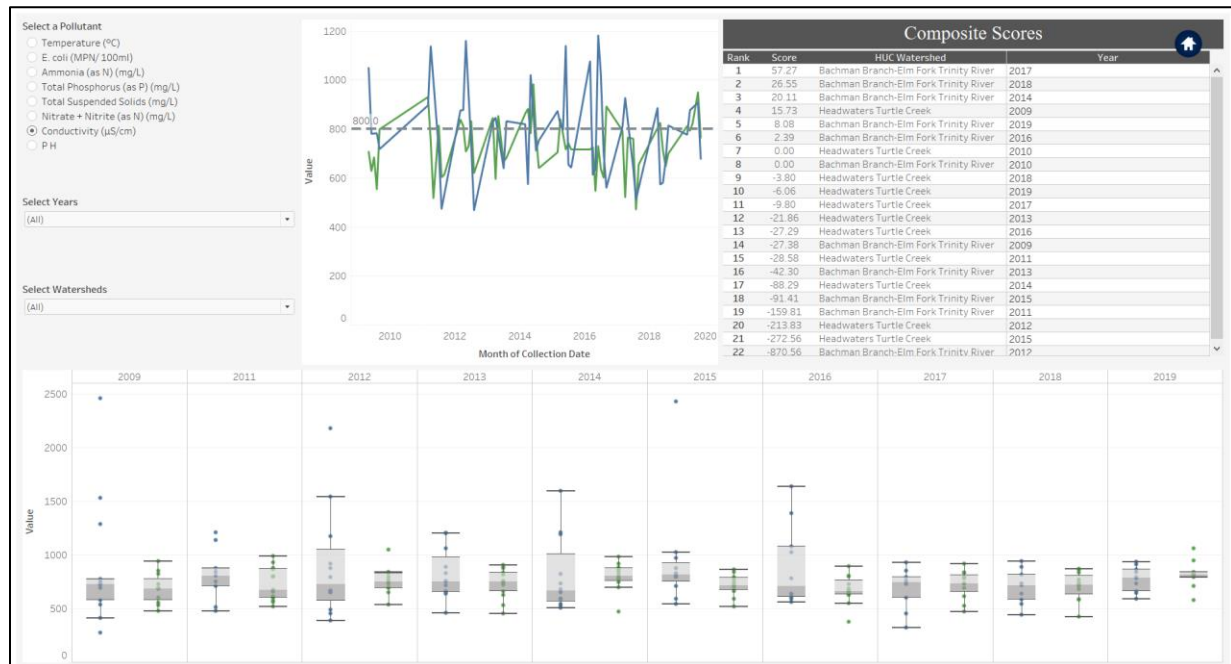 Select a Pollutant
Temperature (ºC)
E. coli (MPN/ 100ml)
Ammonia (as N) (mg/L)
Total Phosphorus (as P) (mg/L)
Total Suspended Solids (mg/L)
Nitrate + Nitrite (as N) (mg/L)
Conductivity (µS/cm)
P H
Select Years
(All)
Select Watersheds
(All)
1200
1000
800
600
400
200
0
Value
800.0
2010 2012 2014 2016 2018 2020
Month of Collection Date
Composite Scores
Rank Score HUC Watershed Year
1 57.27 Bachman Branch-Elm Fork Trinity River 2017
2 26.55 Bachman Branch-Elm Fork Trinity River 2018
3 20.11 Bachman Branch-Elm Fork Trinity River 2014
4 15.73 Headwaters Turtle Creek 2009
5 8.08 Bachman Branch-Elm Fork Trinity River 2019
6 2.39 Bachman Branch-Elm Fork Trinity River 2016
7 0.00 Headwaters Turtle Creek 2010
8 0.00 Bachman Branch-Elm Fork Trinity River 2010
9 -3.80 Headwaters Turtle Creek 2018
10 -6.06 Headwaters Turtle Creek 2019
11 -9.80 Headwaters Turtle Creek 2017
12 -21.86 Headwaters Turtle Creek 2013
13 -27.29 Headwaters Turtle Creek 2016
14 -27.38 Bachman Branch-Elm Fork Trinity River 2009
15 -28.58 Headwaters Turtle Creek 2011
16 -42.30 Bachman Branch-Elm Fork Trinity River 2013
17 -88.29 Headwaters Turtle Creek 2014
18 -91.41 Bachman Branch-Elm Fork Trinity River 2015
19 -159.81 Bachman Branch-Elm Fork Trinity River 2011
20 -213.83 Headwaters Turtle Creek 2012
21 -272.56 Headwaters Turtle Creek 2015
22 -870.56 Bachman Branch-Elm Fork Trinity River 2012
2009 2011 2012 2013 2014 2015 2016 2017 2018 2019
2500
2000
1500
1000
500
0
Value